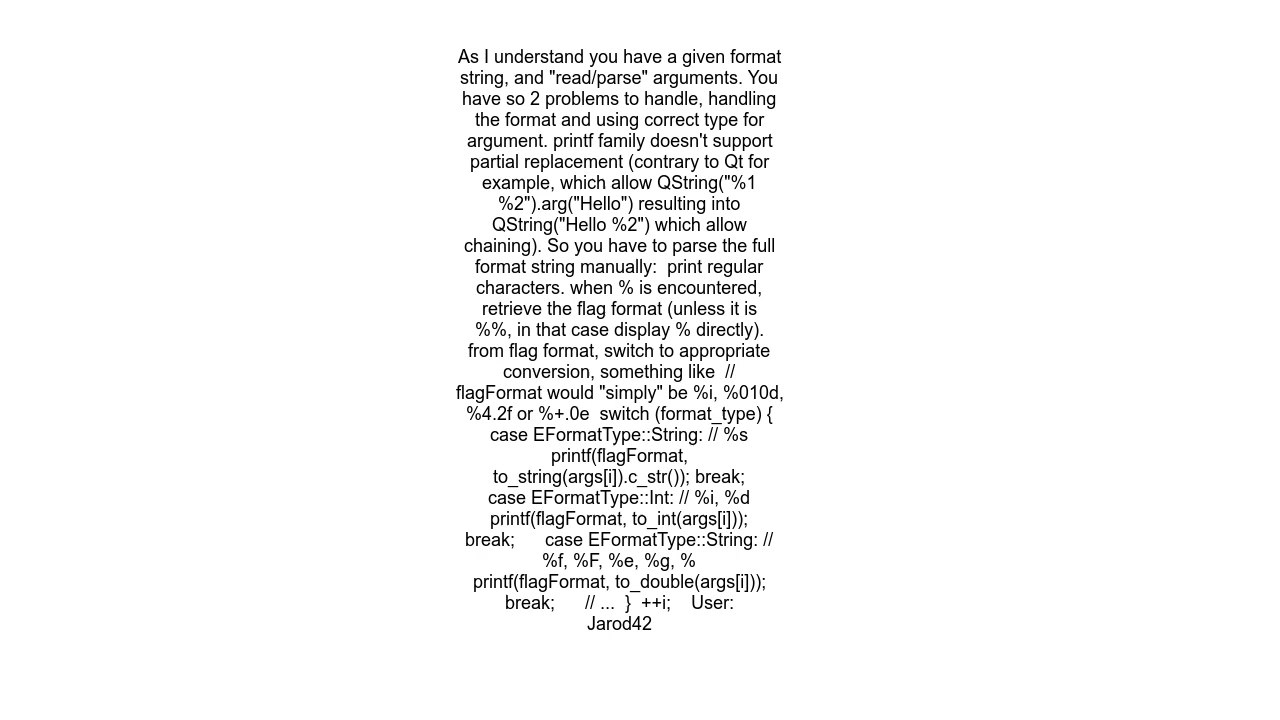 As I understand you have a given format
string, and "read/parse" arguments. You
have so 2 problems to handle, handling
the format and using correct type for
argument. printf family doesn't support
partial replacement (contrary to Qt for
example, which allow QString("%1
%2").arg("Hello") resulting into
QString("Hello %2") which allow
chaining). So you have to parse the full
format string manually:  print regular
characters. when % is encountered,
retrieve the flag format (unless it is
%%, in that case display % directly).
from flag format, switch to appropriate
conversion, something like  //
flagFormat would "simply" be %i, %010d,
%4.2f or %+.0e  switch (format_type) {
case EFormatType::String: // %s
printf(flagFormat,
to_string(args[i]).c_str()); break;
case EFormatType::Int: // %i, %d
printf(flagFormat, to_int(args[i]));
break;      case EFormatType::String: //
%f, %F, %e, %g, %
printf(flagFormat, to_double(args[i]));
break;      // ...  }  ++i;    User:
Jarod42